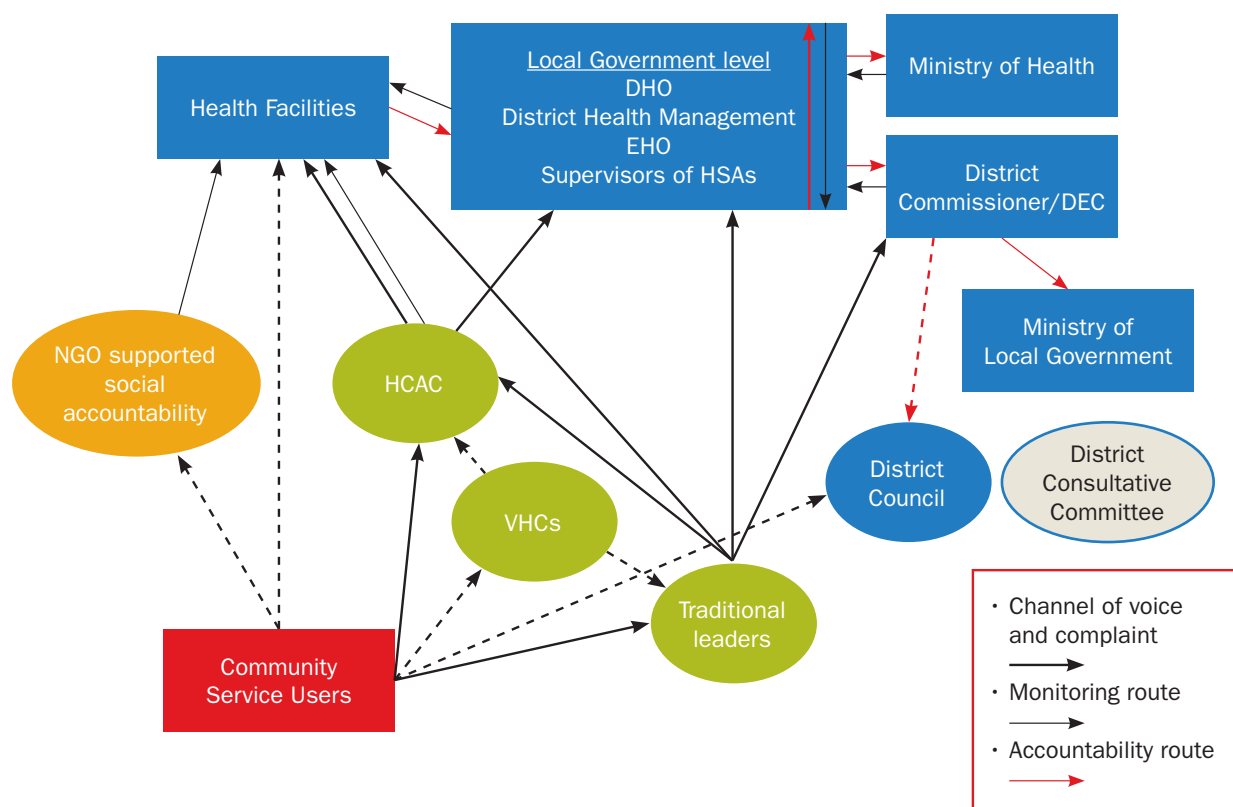 Local Government level
DHO
District Health Management
EHO
Supervisors of HSAs
Ministry of Health
Health Facilities
District
Commissioner/DEC
Ministry of
Local Government
NGO supported
social
accountability
HCAC
District
Council
District
Consultative
Committee
VHCs
Traditional
leaders
Community
Service Users
· Channel of voice
and complaint
· Monitoring route
· Accountability route